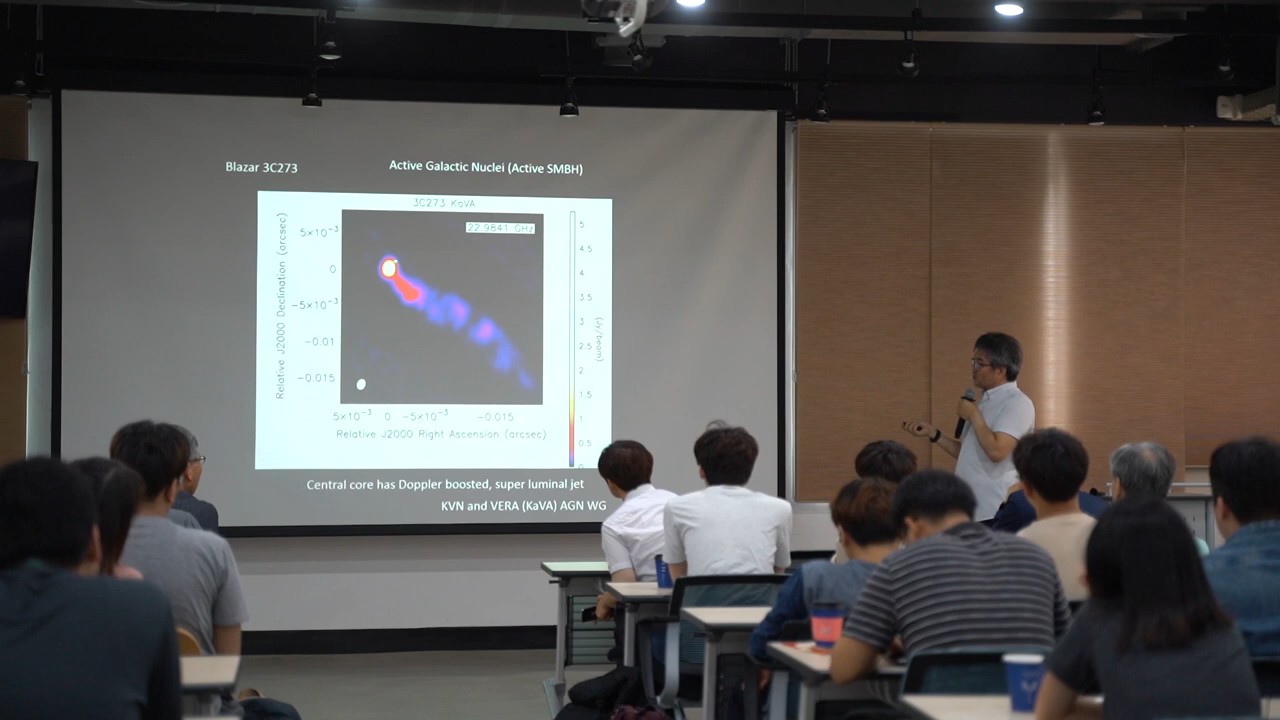 Blazar 3C273
Active Galactic Nuclei (Active SMBH)
3C273 KaVA
22.9841 GHz
Relative J2000 Declination (arcsec)
5×10⁻³
0
−5×10⁻³
−0.01
−0.015
5×10⁻³ 0 −5×10⁻³ −0.015
Relative J2000 Right Ascension (arcsec)
5
4.5
4
3.5
3
2.5
2
1.5
1
0.5
0
(Jy/beam)
Central core has Doppler boosted, super luminal jet
KVN and VERA (KaVA) AGN WG